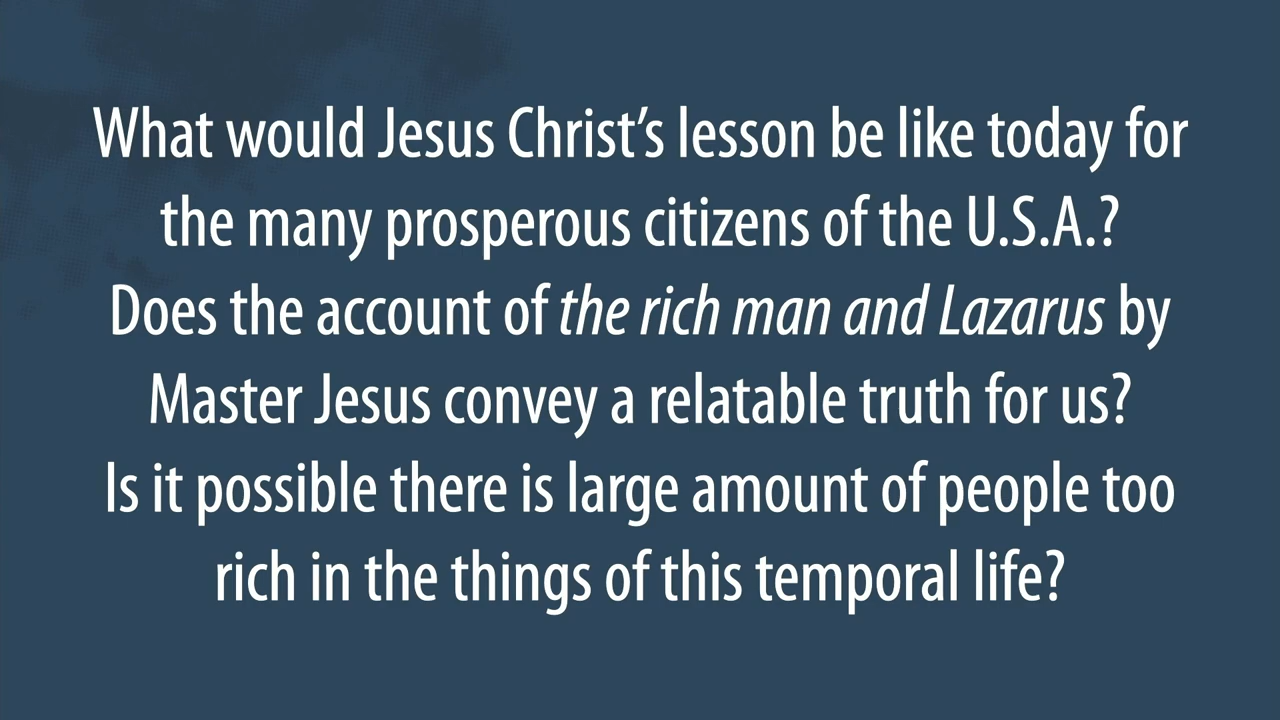 What would Jesus Christ’s lesson be like today for
the many prosperous citizens of the U.S.A.?
Does the account of the rich man and Lazarus by
Master Jesus convey a relatable truth for us?
Is it possible there is large amount of people too
rich in the things of this temporal life?